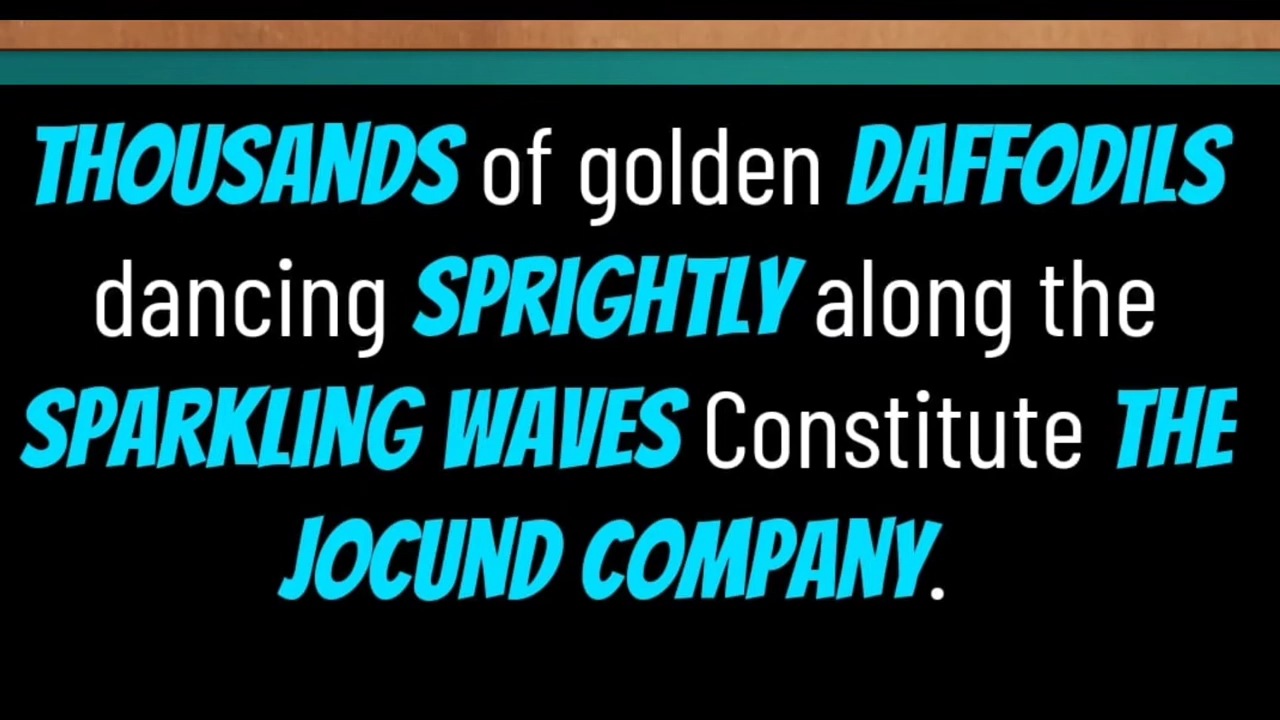 THOUSANDS of golden DAFFODILS
dancing SPRIGHTLY along the
SPARKLING WAVES Constitute THE
JOCUND COMPANY.